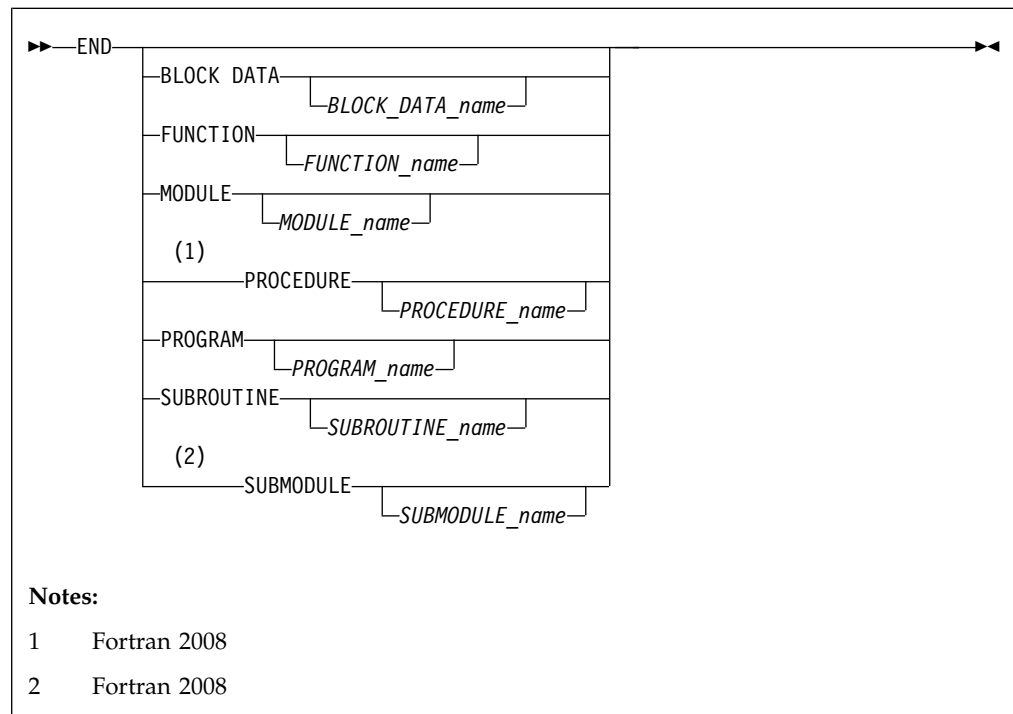 END
BLOCK DATA
BLOCK_DATA_name
FUNCTION
FUNCTION_name
MODULE
MODULE_name
(1)
PROCEDURE
PROCEDURE_name
PROGRAM
PROGRAM_name
SUBROUTINE
SUBROUTINE_name
(2)
SUBMODULE
SUBMODULE_name
Notes:
1 Fortran 2008
2 Fortran 2008